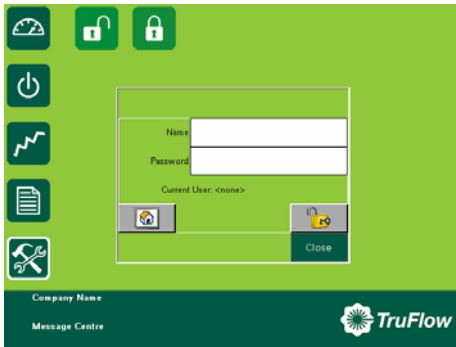 Name
Password
Current User: <none>
Close
Company Name
Message Centre
TruFlow